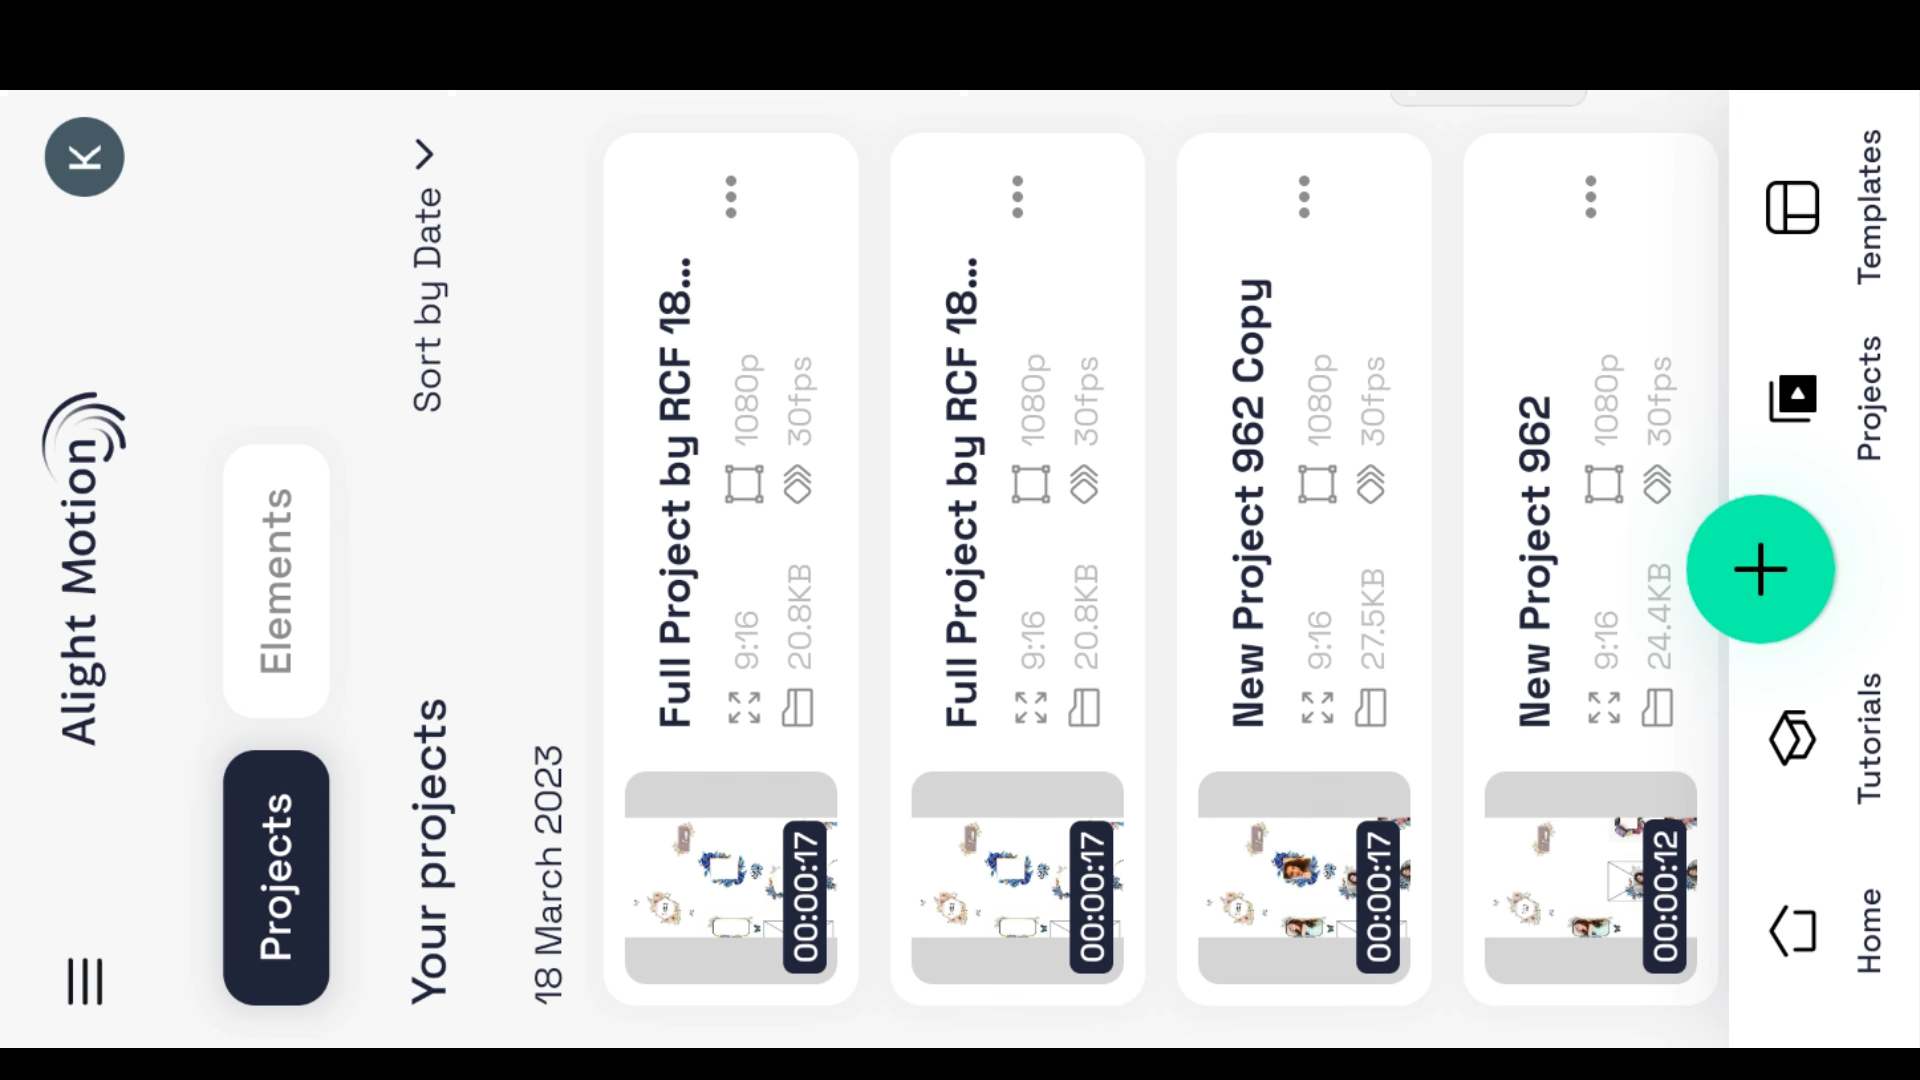 Alight Motion
K
Projects
Elements
Your projects
Sort by Date
18 March 2023
Full Project by RCF 18...
9:16
1080p
20.8KB
30fps
00:00:17
Full Project by RCF 18...
9:16
1080p
20.8KB
30fps
00:00:17
New Project 962 Copy
9:16
1080p
27.5KB
30fps
00:00:17
New Project 962
9:16
1080p
24.4KB
30fps
00:00:12
Home
Tutorials
Projects
Templates